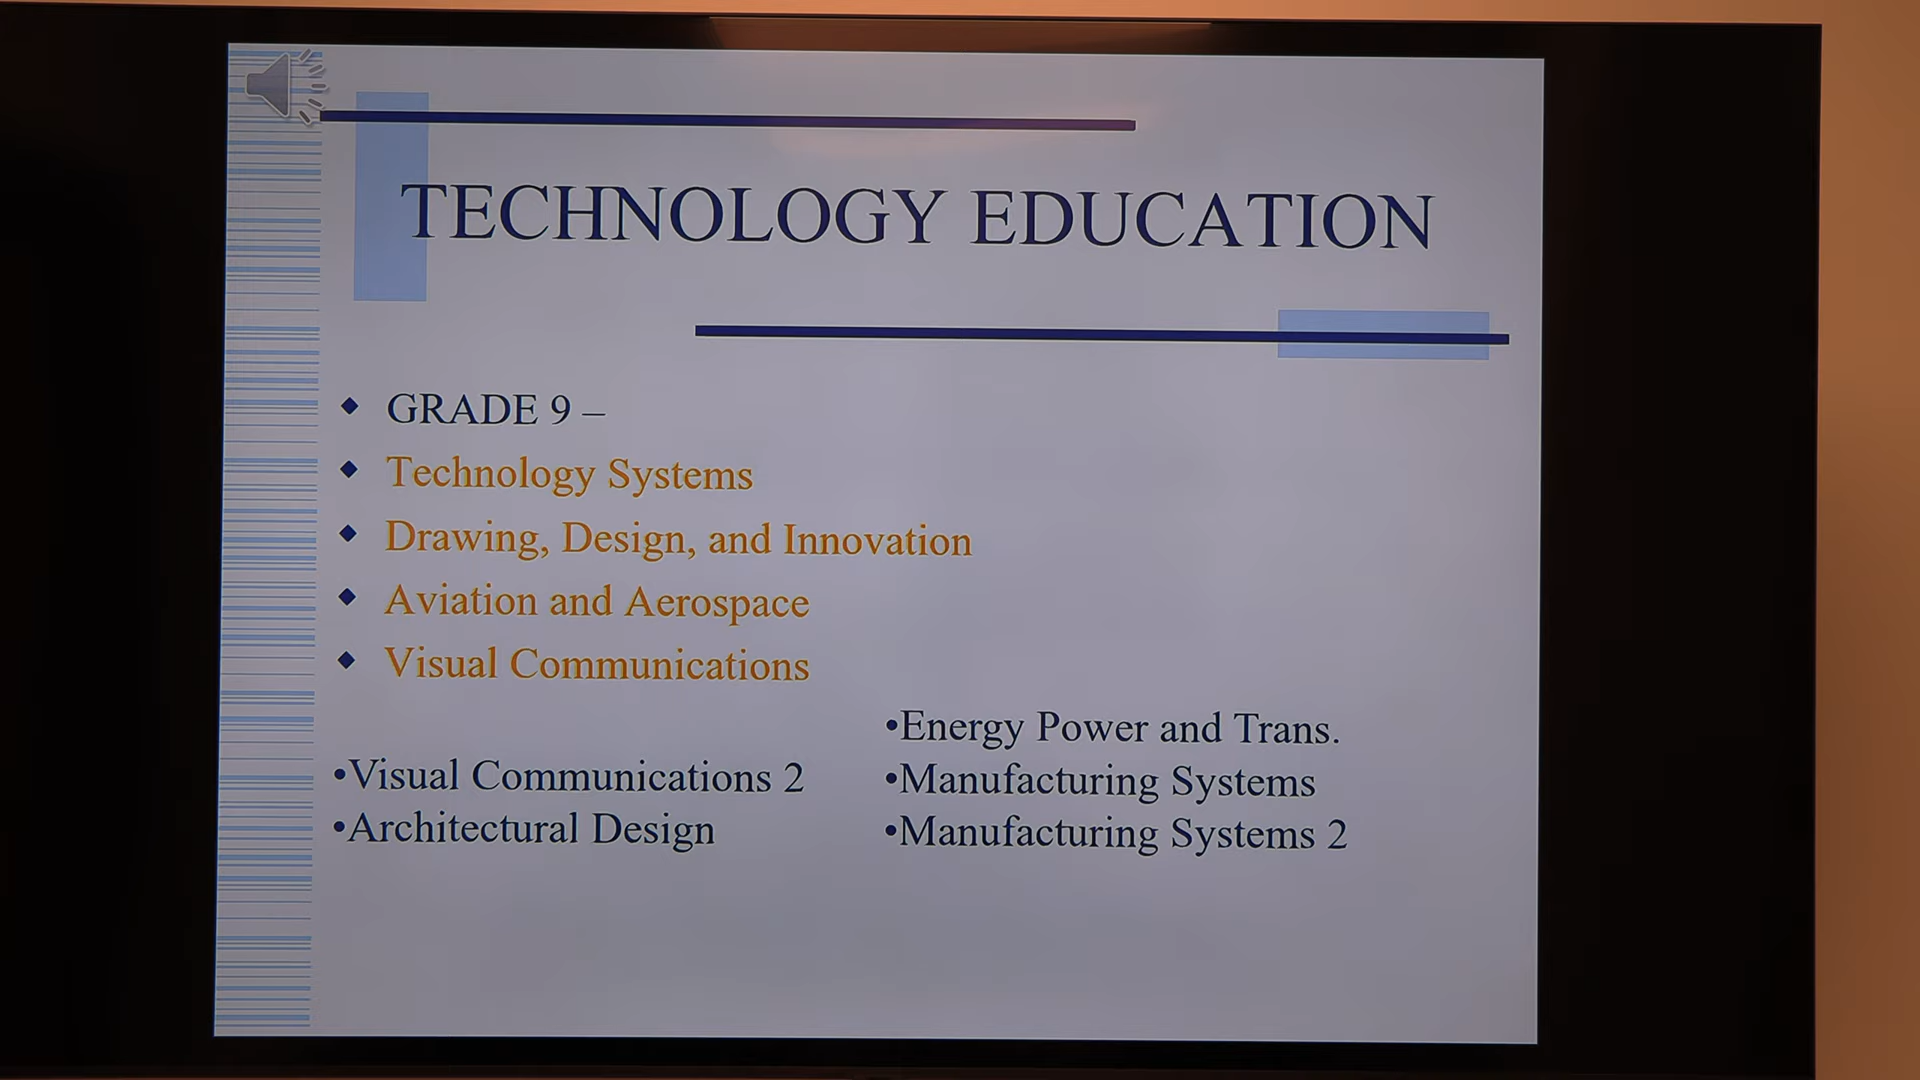 TECHNOLOGY EDUCATION
GRADE 9 –
Technology Systems
Drawing, Design, and Innovation
Aviation and Aerospace
Visual Communications
•Visual Communications 2
•Architectural Design
•Energy Power and Trans.
•Manufacturing Systems
•Manufacturing Systems 2